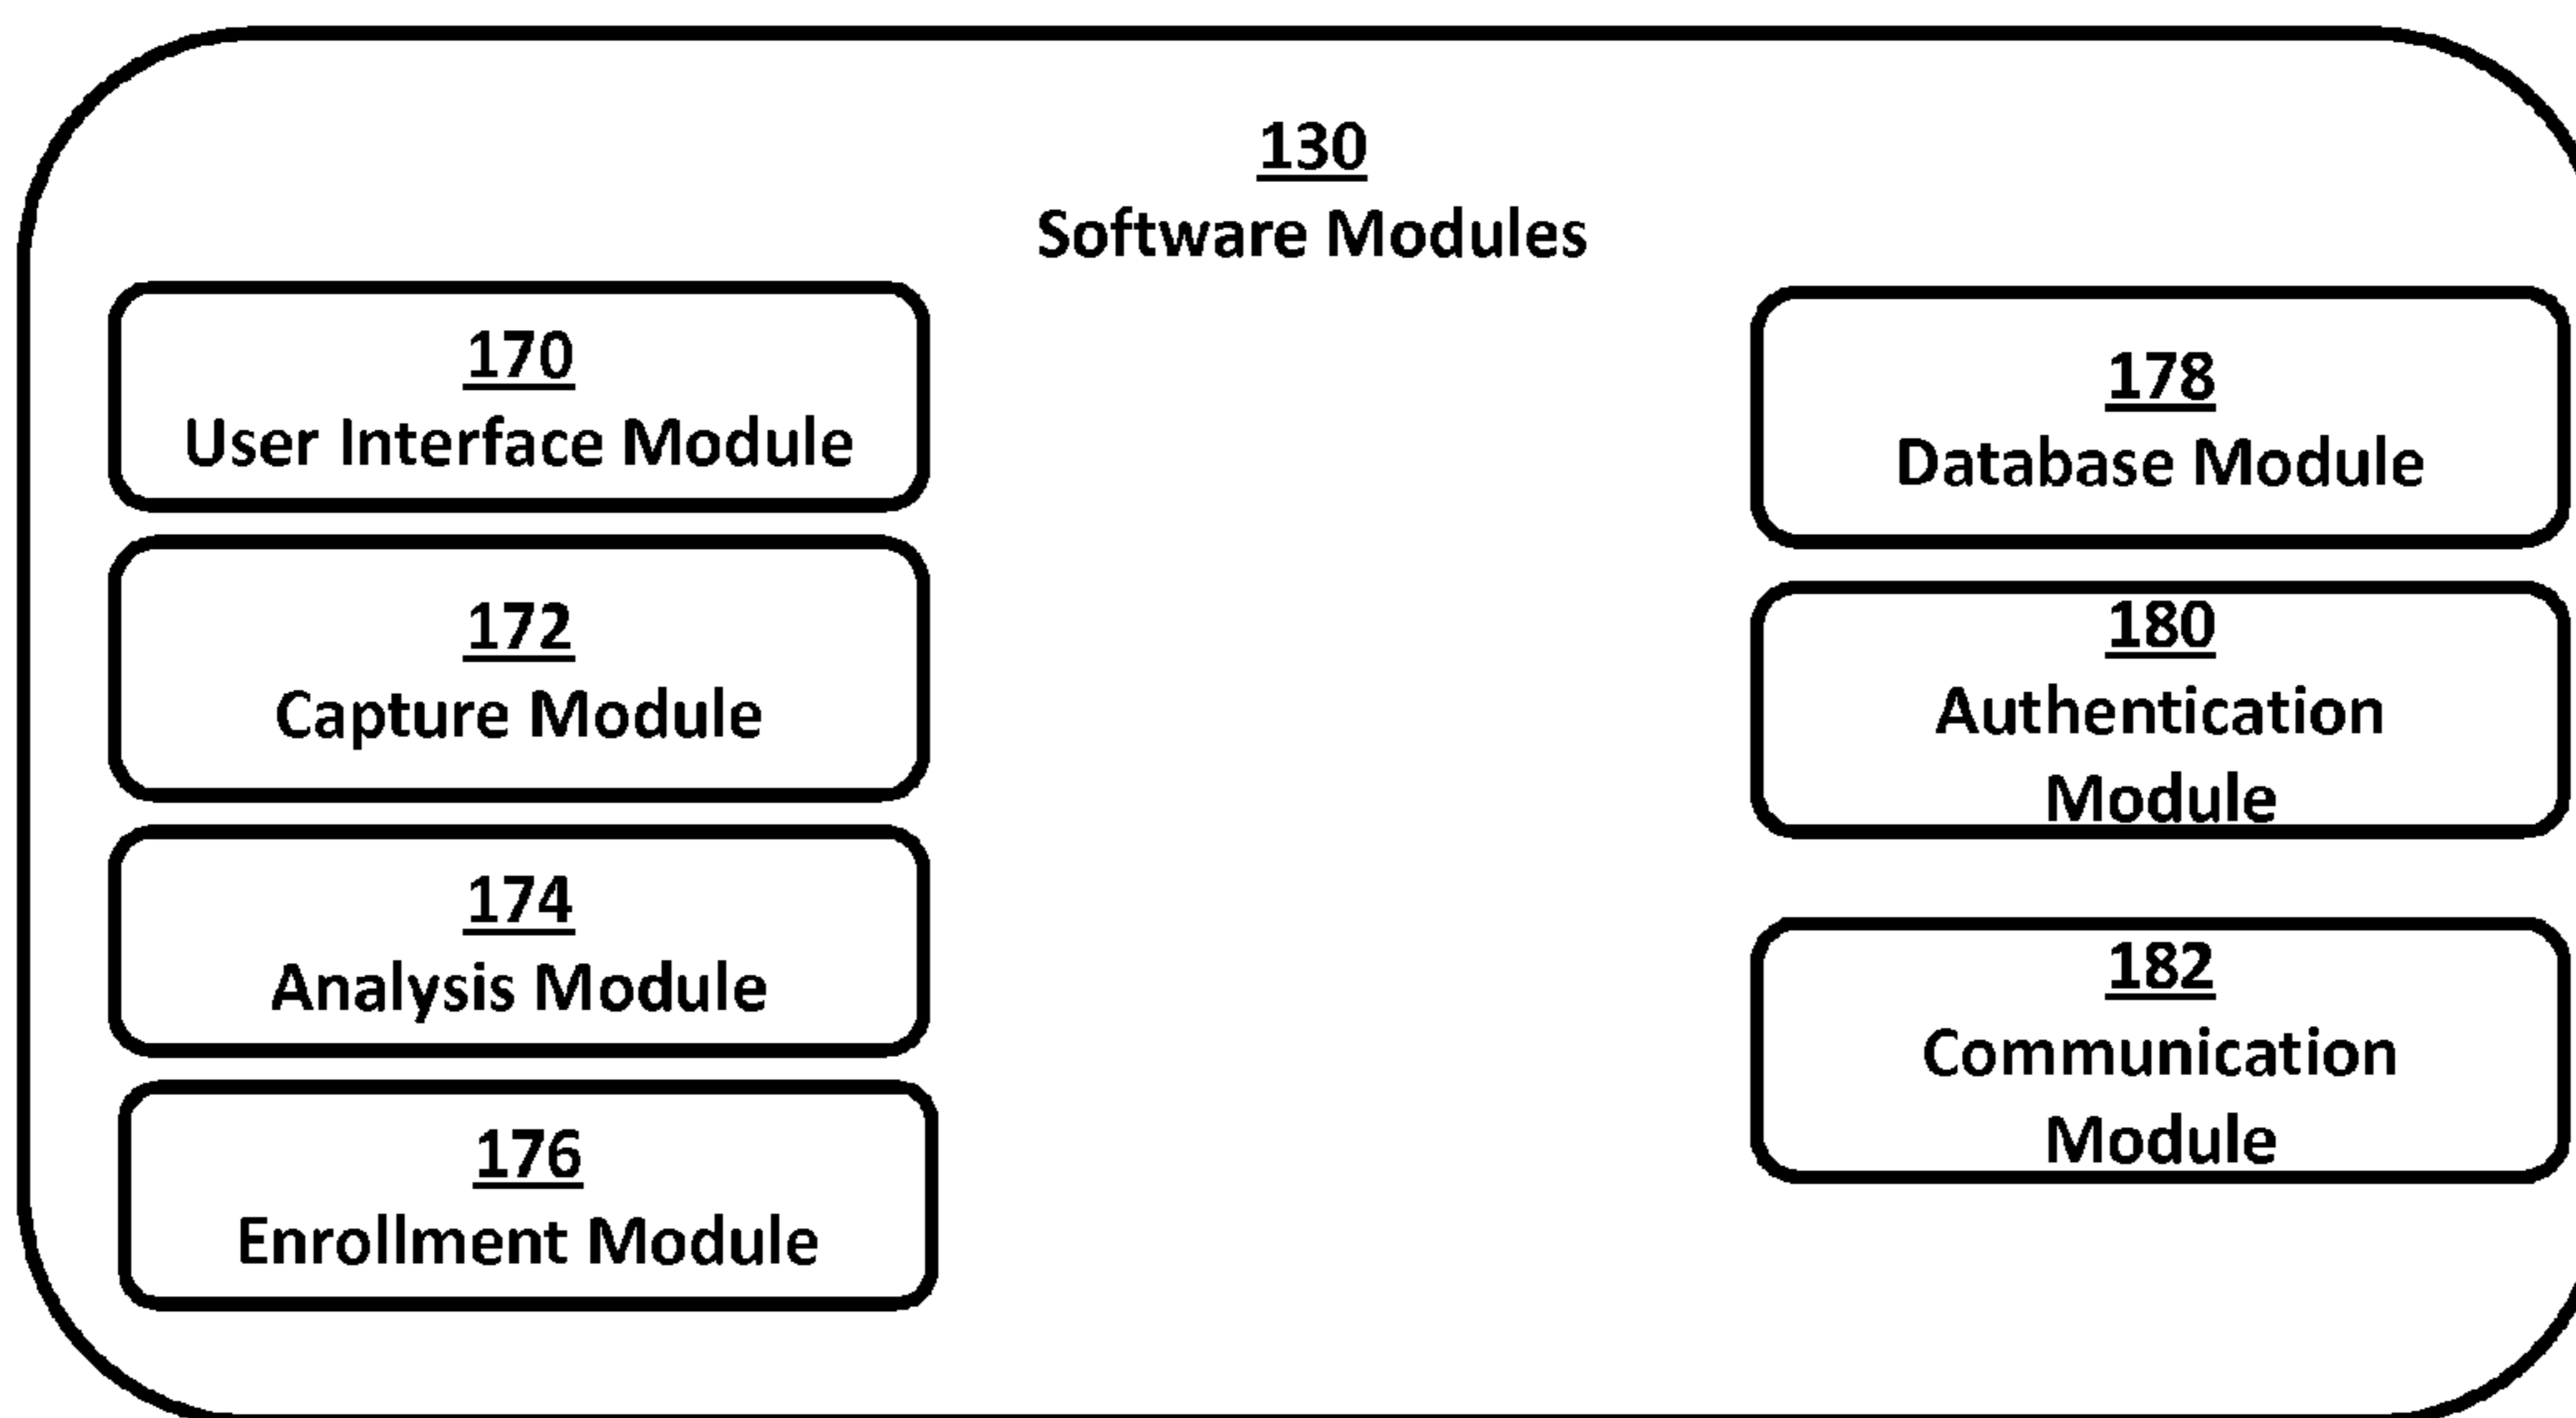 130
Software Modules
170
User Interface Module
172
Capture Module
174
Analysis Module
176
Enrollment Module
178
Database Module
180
Authentication
Module
182
Communication
Module